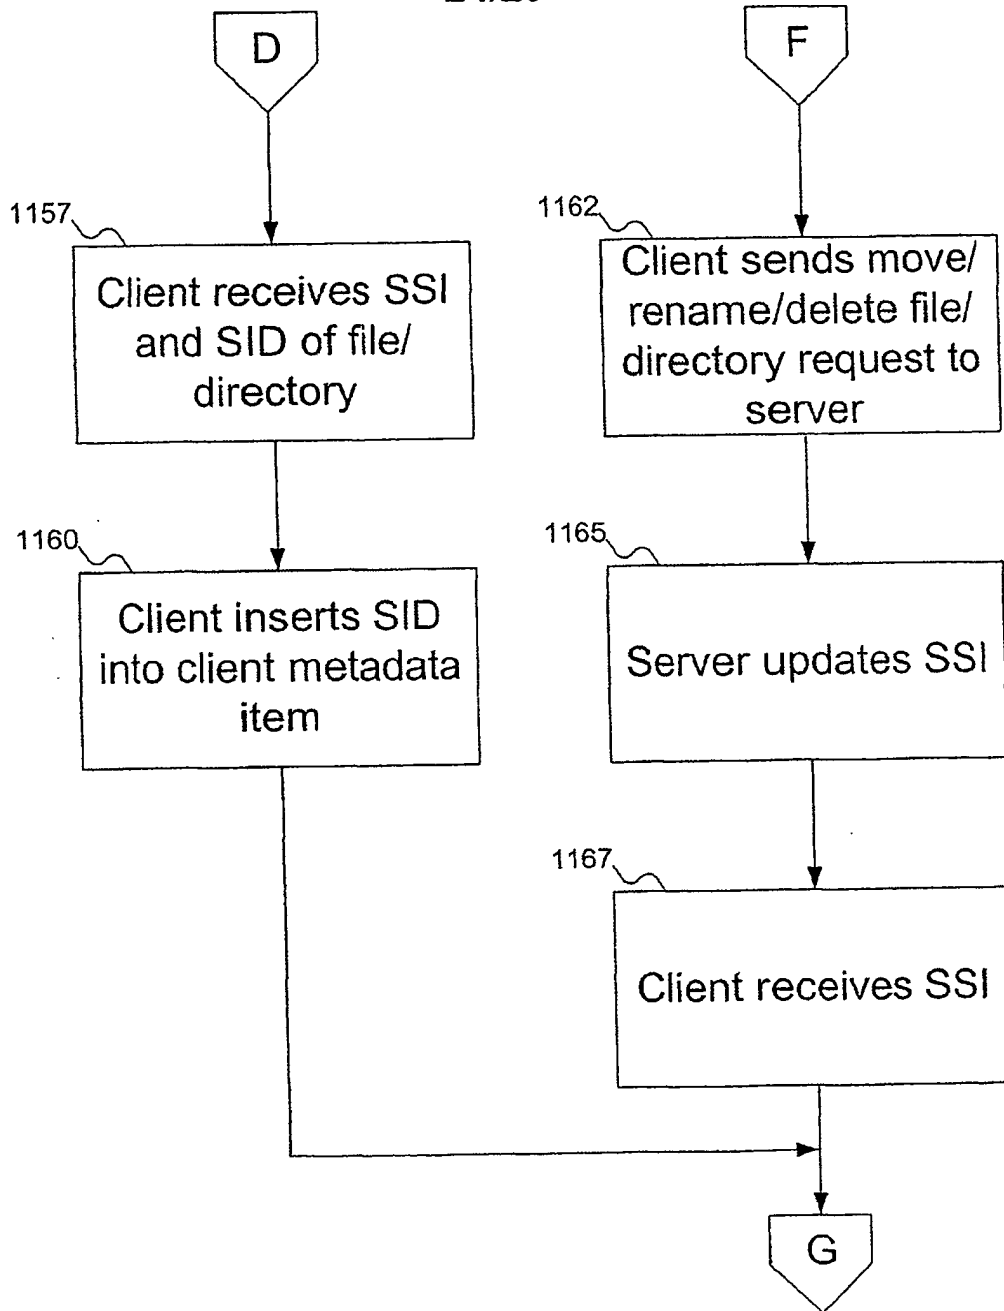 D
F
1157
Client receives SSI
and SID of file/
directory
1162
Client sends move/
rename/delete file/
directory request to
server
1160
Client inserts SID
into client metadata
item
1165
Server updates SSI
1167
Client receives SSI
G